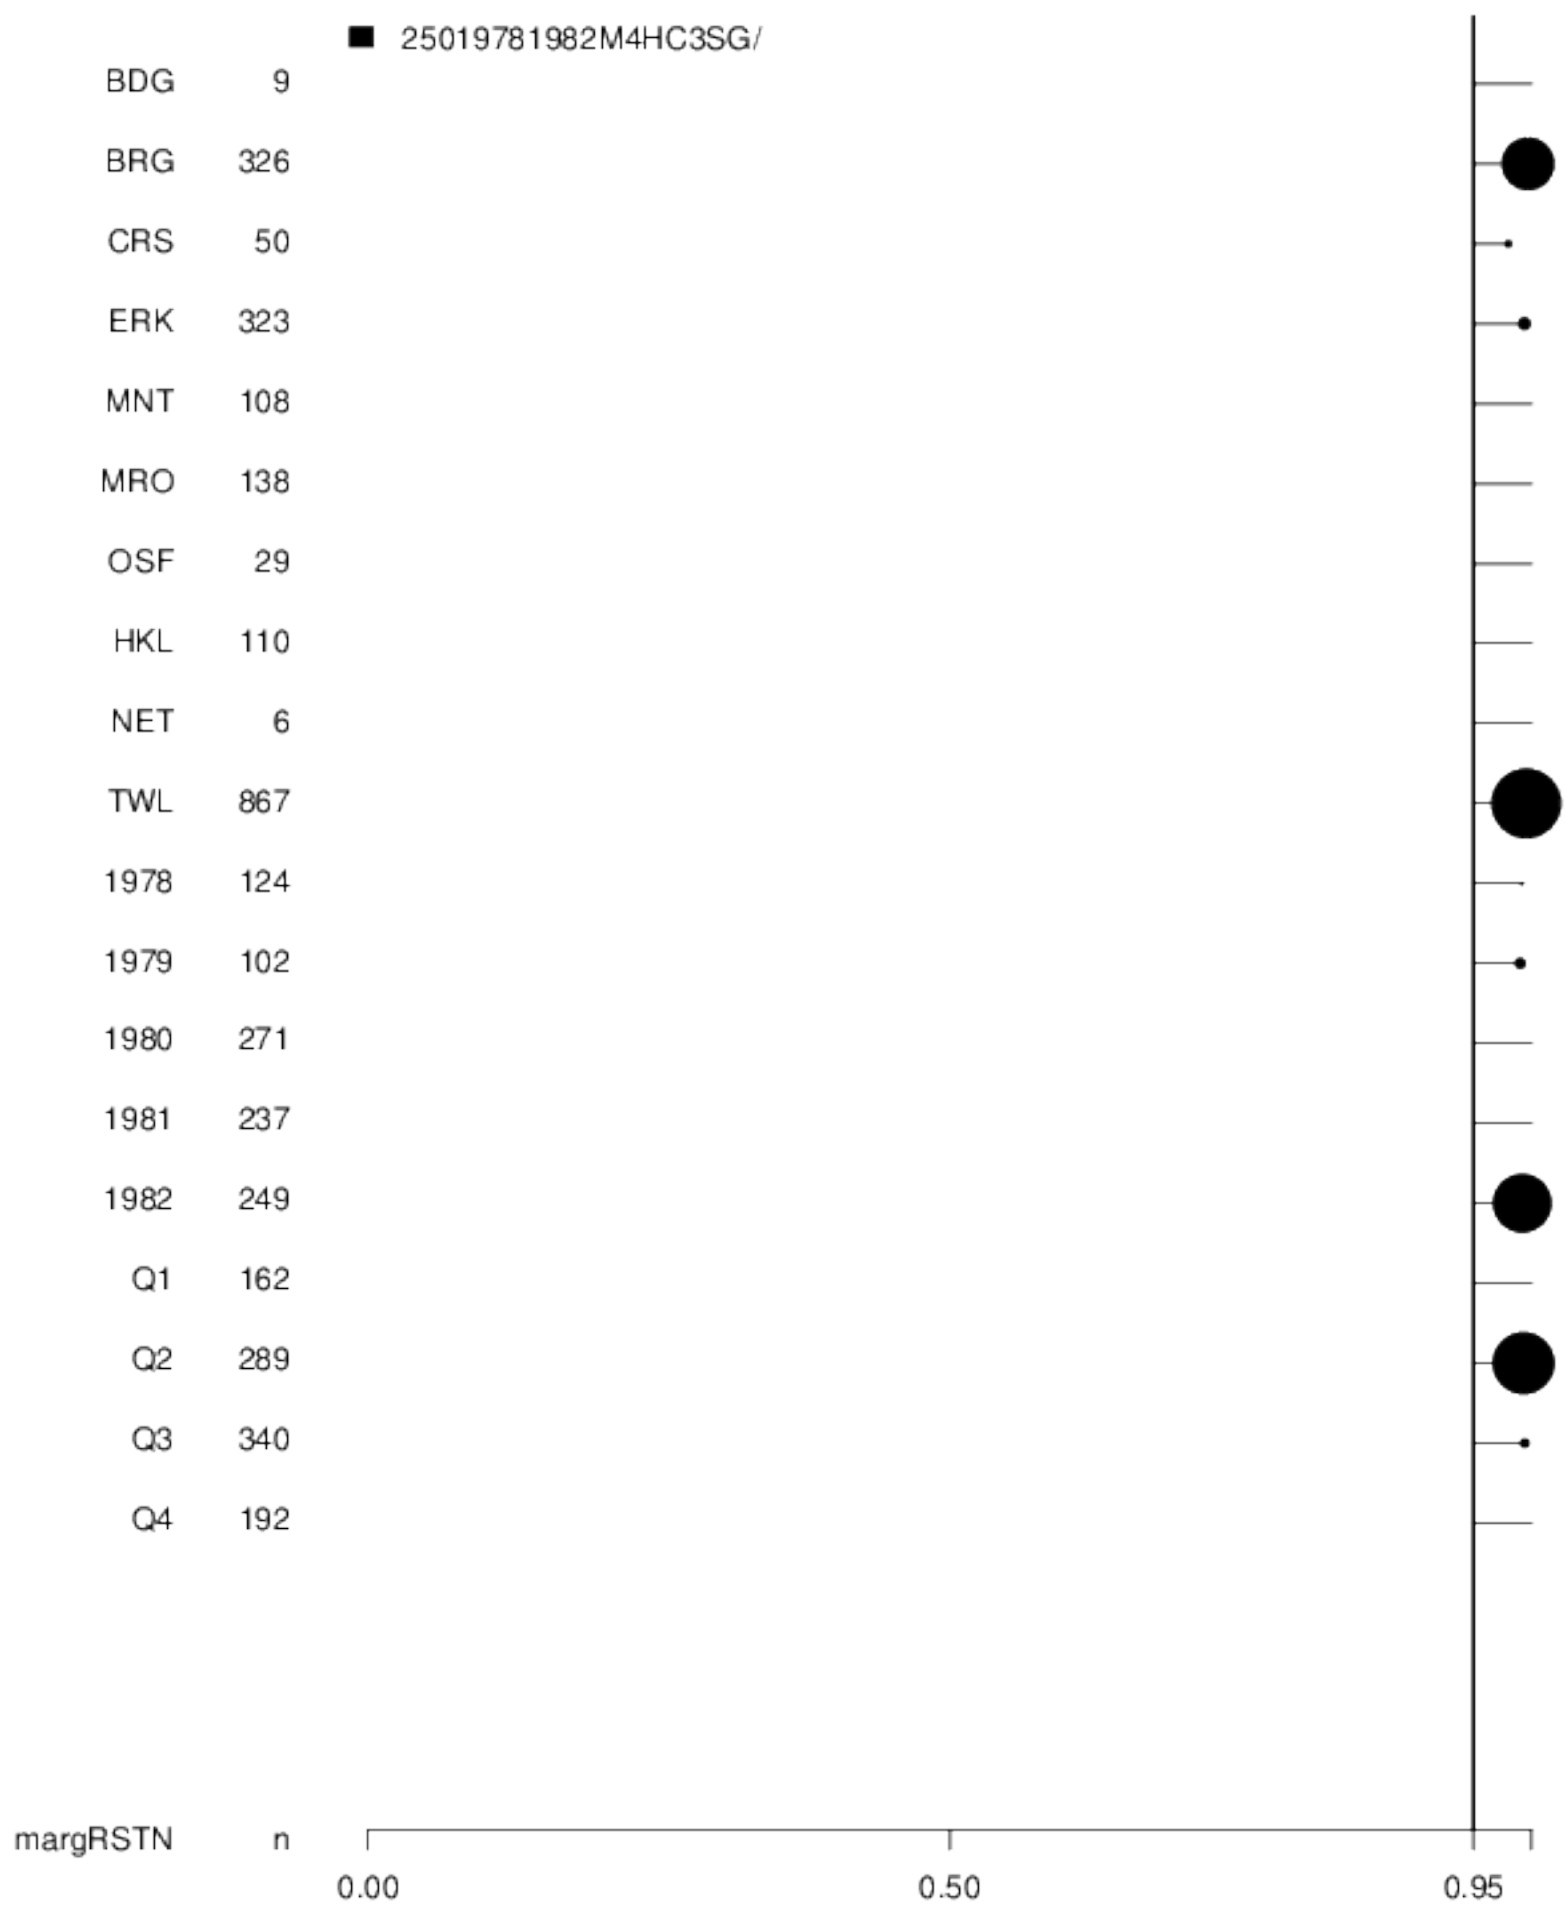 25019781982M4HC3SG/
BDG 9
BRG 326
CRS 50
ERK 323
MNT 108
MRO 138
OSF 29
HKL 110
NET 6
TWL 867
1978 124
1979 102
1980 271
1981 237
1982 249
Q1 162
Q2 289
Q3 340
Q4 192
margRSTN n
0.00 0.50 0.95